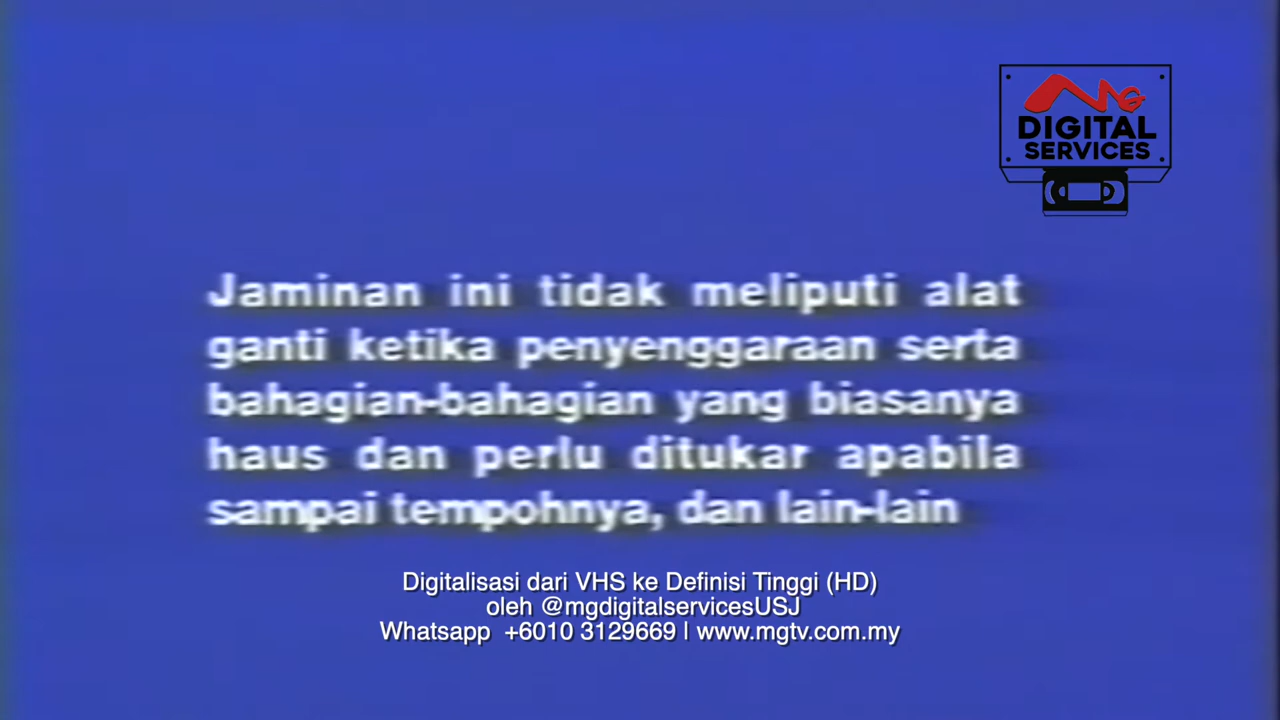 MG
DIGITAL
SERVICES
Jaminan ini tidak meliputi alat
ganti ketika penyenggaraan serta
bahagian-bahagian yang biasanya
haus dan perlu ditukar apabila
sampai tempohnya, dan lain-lain
Digitalisasi dari VHS ke Definisi Tinggi (HD)
oleh @mgdigitalservicesUSJ
Whatsapp +6010 3129669 | www.mgtv.com.my